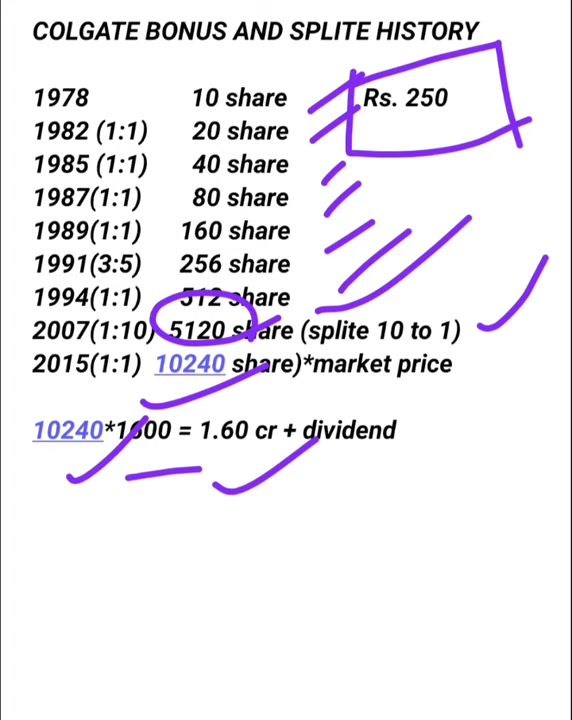 COLGATE BONUS AND SPLITE HISTORY
1978 10 share Rs. 250
1982 (1:1) 20 share
1985 (1:1) 40 share
1987(1:1) 80 share
1989(1:1) 160 share
1991(3:5) 256 share
1994(1:1) 512 share
2007(1:10) 5120 share (splite 10 to 1)
2015(1:1) 10240 share)*market price
10240*1600 = 1.60 cr + dividend